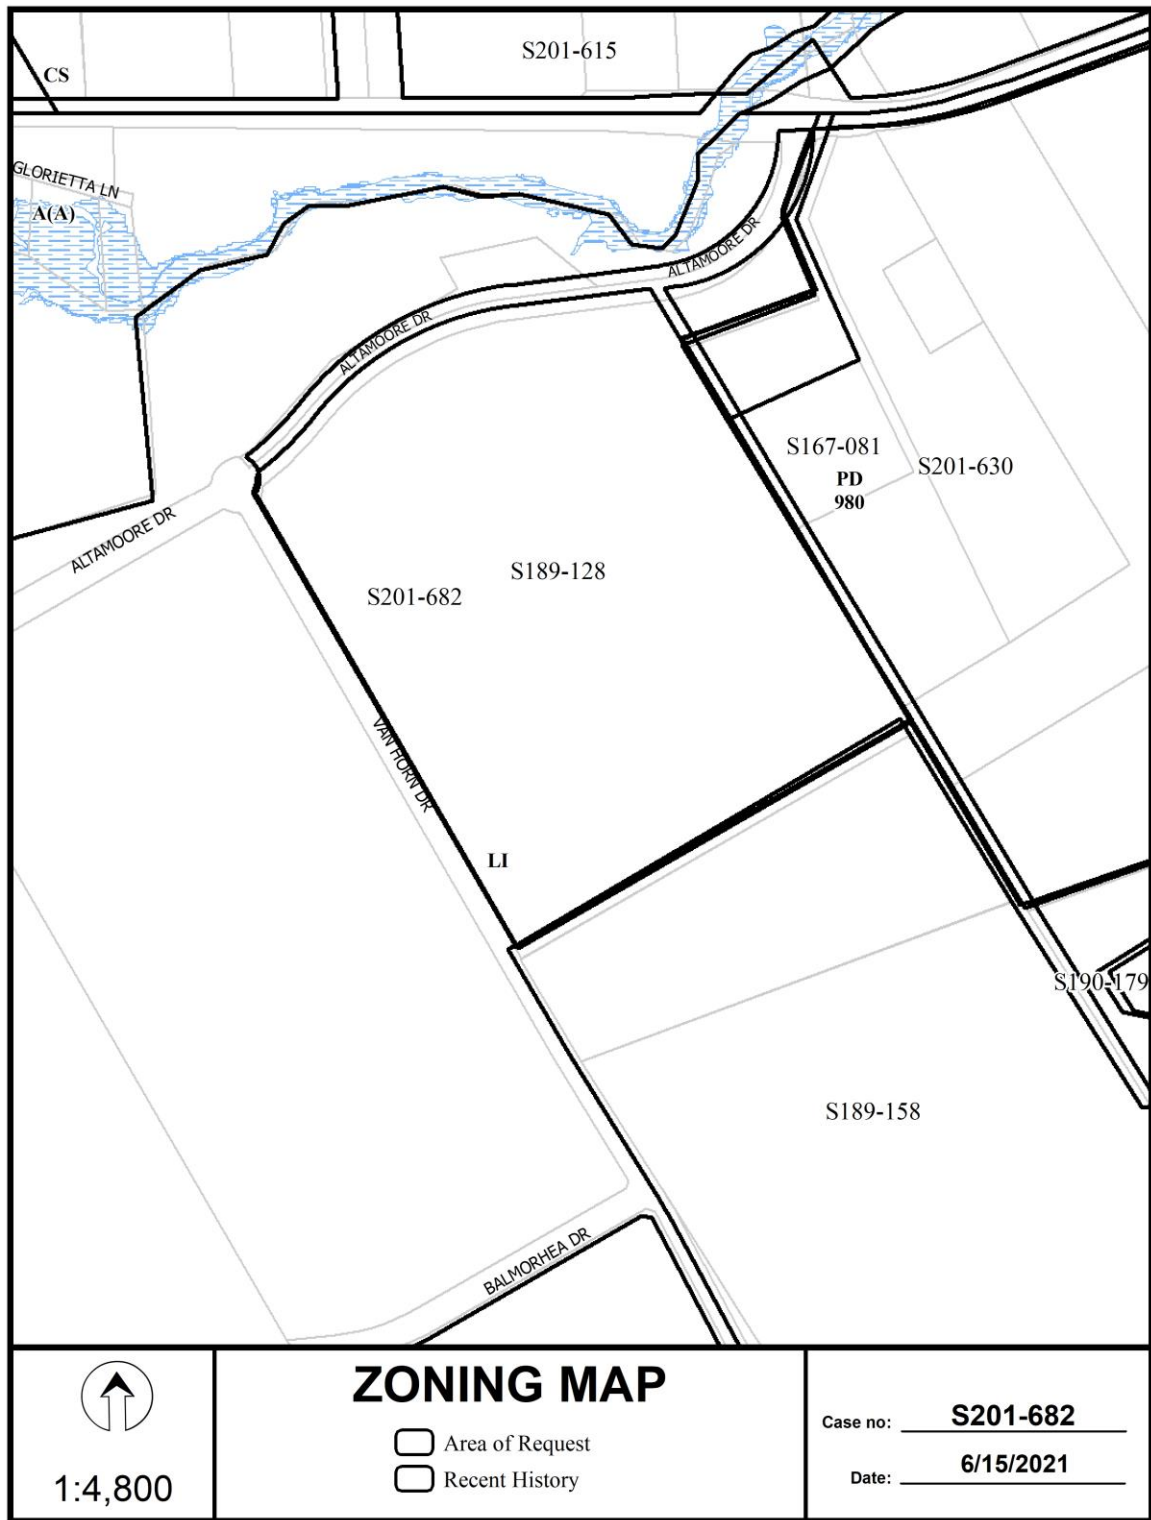 S201-615
CS
GLORIETTA LN
A(A)
ALTAMOORE DR
ALTAMOORE DR
S167-081
S201-630
PD
980
ALTAMOORE DR
S189-128
S201-682
VAN HORN DR
LI
S190-179
S189-158
BALMORHEA DR
1:4,800
ZONING MAP
Area of Request
Recent History
Case no: S201-682
Date: 6/15/2021